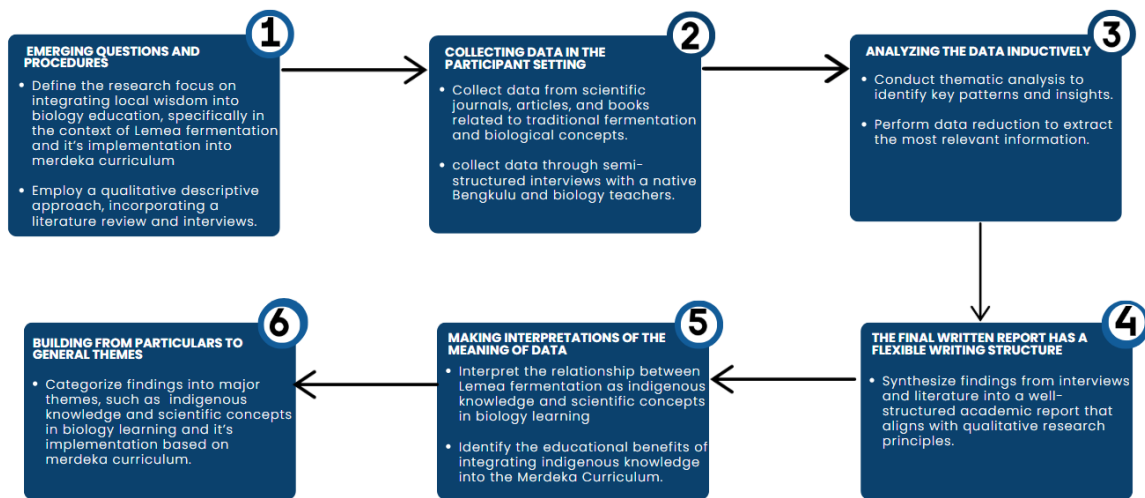 1
EMERGING QUESTIONS AND
PROCEDURES
• Define the research focus on
integrating local wisdom into
biology education, specifically in
the context of Lemea fermentation
and it's implementation into
merdeka curriculum
• Employ a qualitative descriptive
approach, incorporating a
literature review and interviews.
2
COLLECTING DATA IN THE
PARTICIPANT SETTING
• Collect data from scientific
journals, articles, and books
related to traditional fermentation
and biological concepts.
• collect data through semi-
structured interviews with a native
Bengkulu and biology teachers.
3
ANALYZING THE DATA INDUCTIVELY
• Conduct thematic analysis to
identify key patterns and insights.
• Perform data reduction to extract
the most relevant information.
4
THE FINAL WRITTEN REPORT HAS A
FLEXIBLE WRITING STRUCTURE
• Synthesize findings from interviews
and literature into a well-
structured academic report that
aligns with qualitative research
principles.
5
MAKING INTERPRETATIONS OF THE
MEANING OF DATA
• Interpret the relationship between
Lemea fermentation as indigenous
knowledge and scientific concepts
in biology learning
• Identify the educational benefits of
integrating indigenous knowledge
into the Merdeka Curriculum.
6
BUILDING FROM PARTICULARS TO
GENERAL THEMES
• Categorize findings into major
themes, such as indigenous
knowledge and scientific concepts
in biology learning and it's
implementation based on
merdeka curriculum.